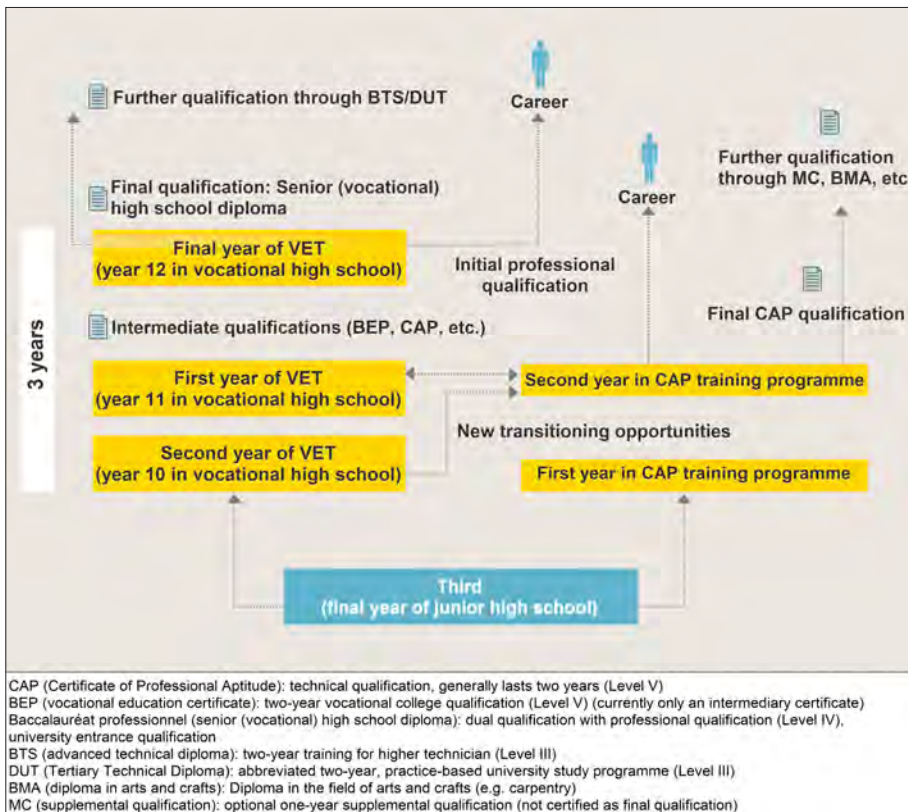 Further qualification through BTS/DUT
Career
Further qualification
through MC, BMA, etc.
Final qualification: Senior (vocational)
high school diploma
Career
Final year of VET
(year 12 in vocational high school)
Initial professional
qualification
Final CAP qualification
Intermediate qualifications (BEP, CAP, etc.)
3 years
First year of VET
(year 11 in vocational high school)
Second year in CAP training programme
New transitioning opportunities
Second year of VET
(year 10 in vocational high school)
First year in CAP training programme
Third
(final year of junior high school)
CAP (Certificate of Professional Aptitude): technical qualification, generally lasts two years (Level V)
BEP (vocational education certificate): two-year vocational college qualification (Level V) (currently only an intermediary certificate)
Baccalauréat professionnel (senior (vocational) high school diploma): dual qualification with professional qualification (Level IV),
university entrance qualification
BTS (advanced technical diploma): two-year training for higher technician (Level III)
DUT (Tertiary Technical Diploma): abbreviated two-year, practice-based university study programme (Level III)
BMA (diploma in arts and crafts): Diploma in the field of arts and crafts (e.g. carpentry)
MC (supplemental qualification): optional one-year supplemental qualification (not certified as final qualification)